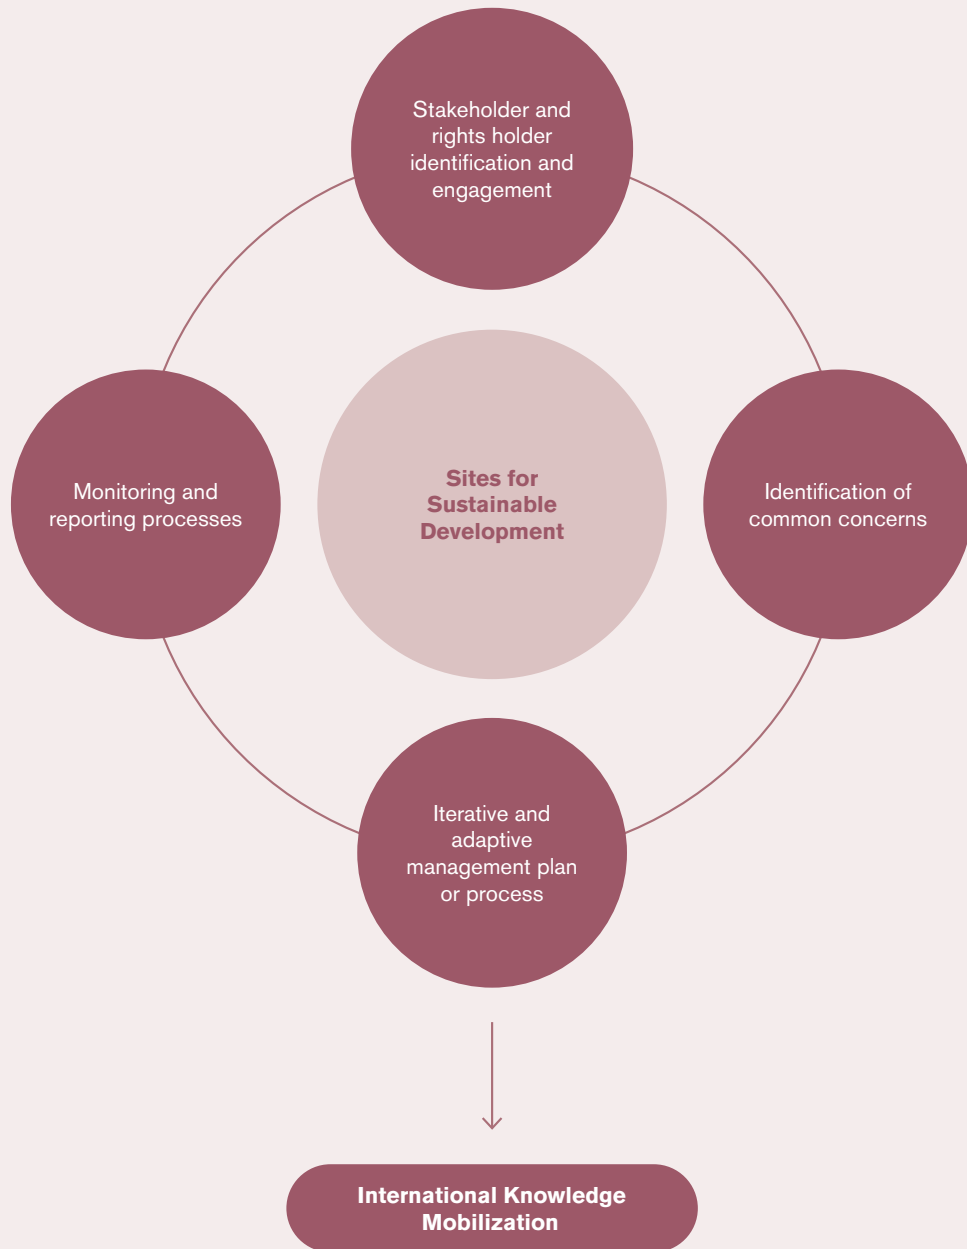 Stakeholder and
rights holder
identification and
engagement
Monitoring and
reporting processes
Sites for
Sustainable
Development
Identification of
common concerns
Iterative and
adaptive
management plan
or process
International Knowledge
Mobilization